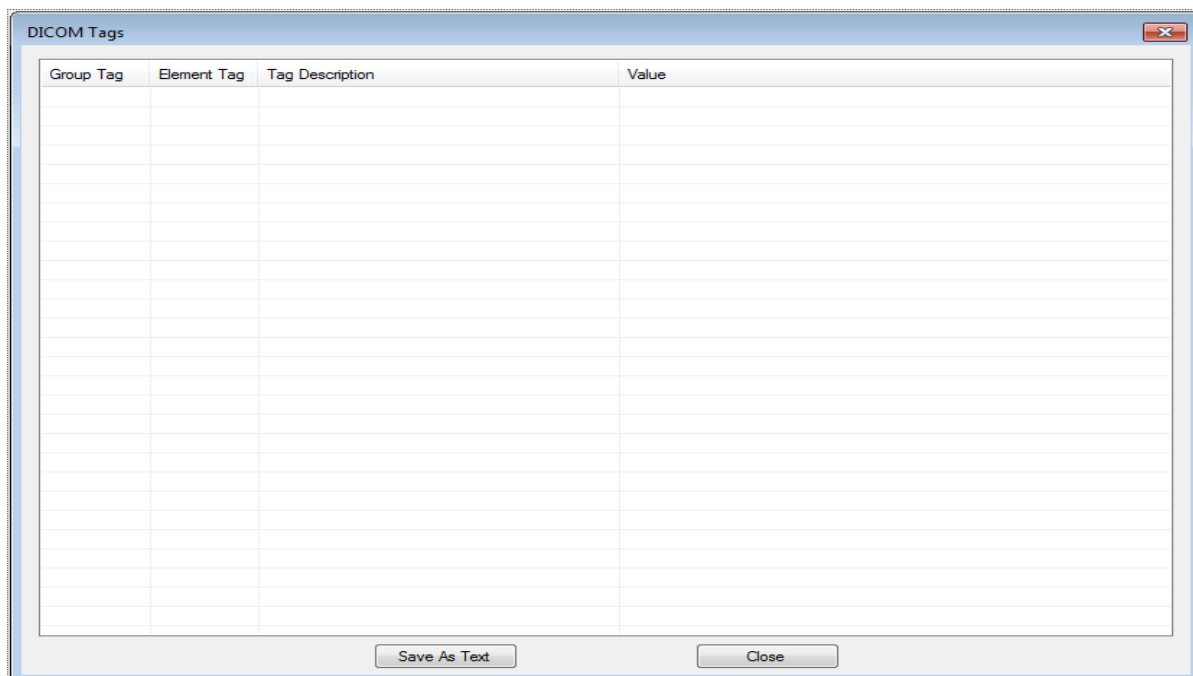 DICOM Tags
Group Tag Element Tag Tag Description Value
Save As Text Close